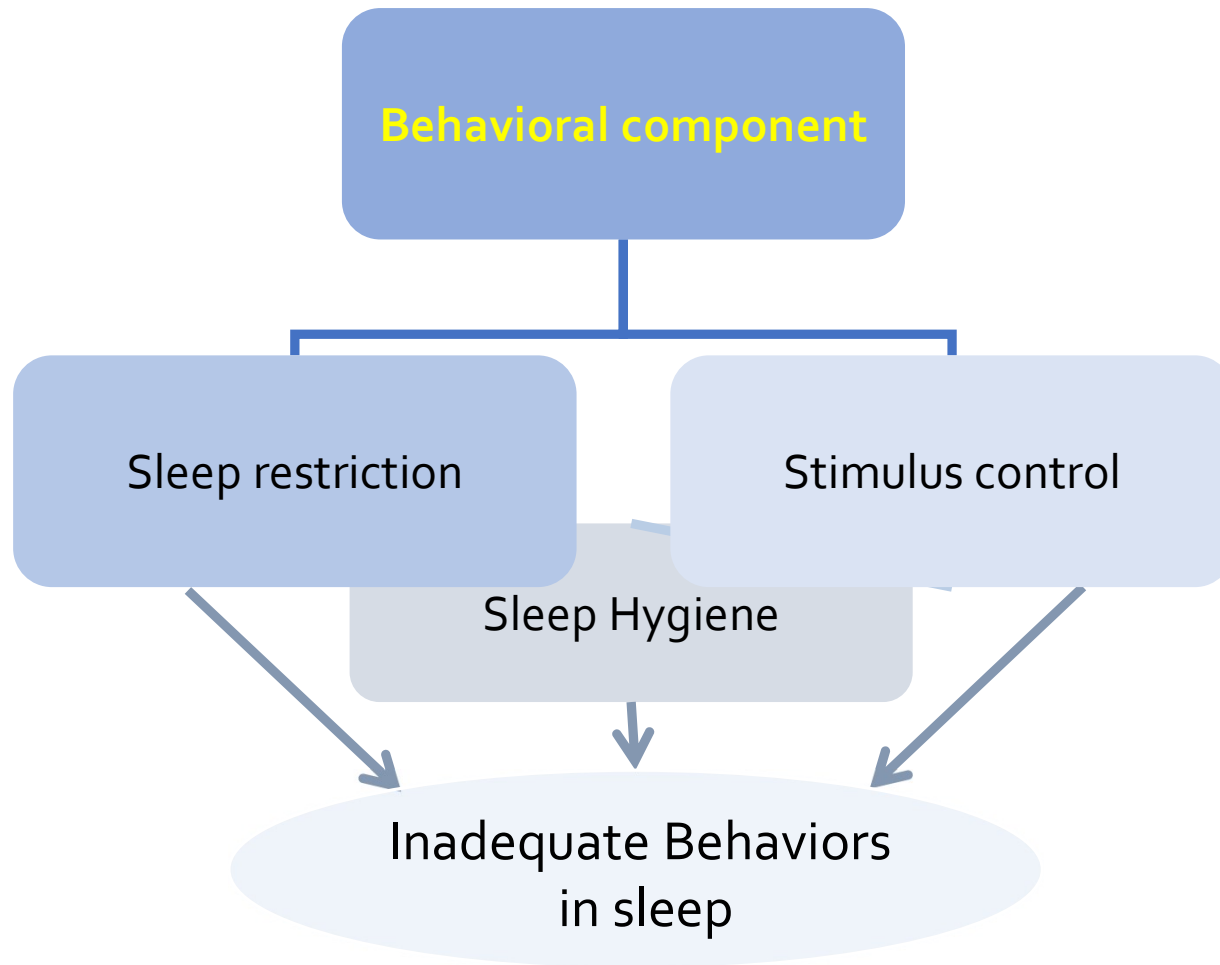 Behavioral component
Sleep restriction
Stimulus control
Sleep Hygiene
Inadequate Behaviors
in sleep